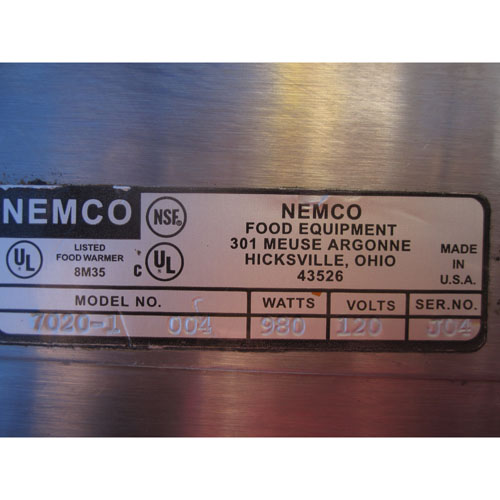 NEMCO
NSF.
UL
LISTED
FOOD WARMER
8M35
C UL
NEMCO
FOOD EQUIPMENT
301 MEUSE ARGONNE
HICKSVILLE, OHIO
43526
MADE
IN
U.S.A.
MODEL NO. WATTS VOLTS SER.NO.
7020-1 004 980 120 J04